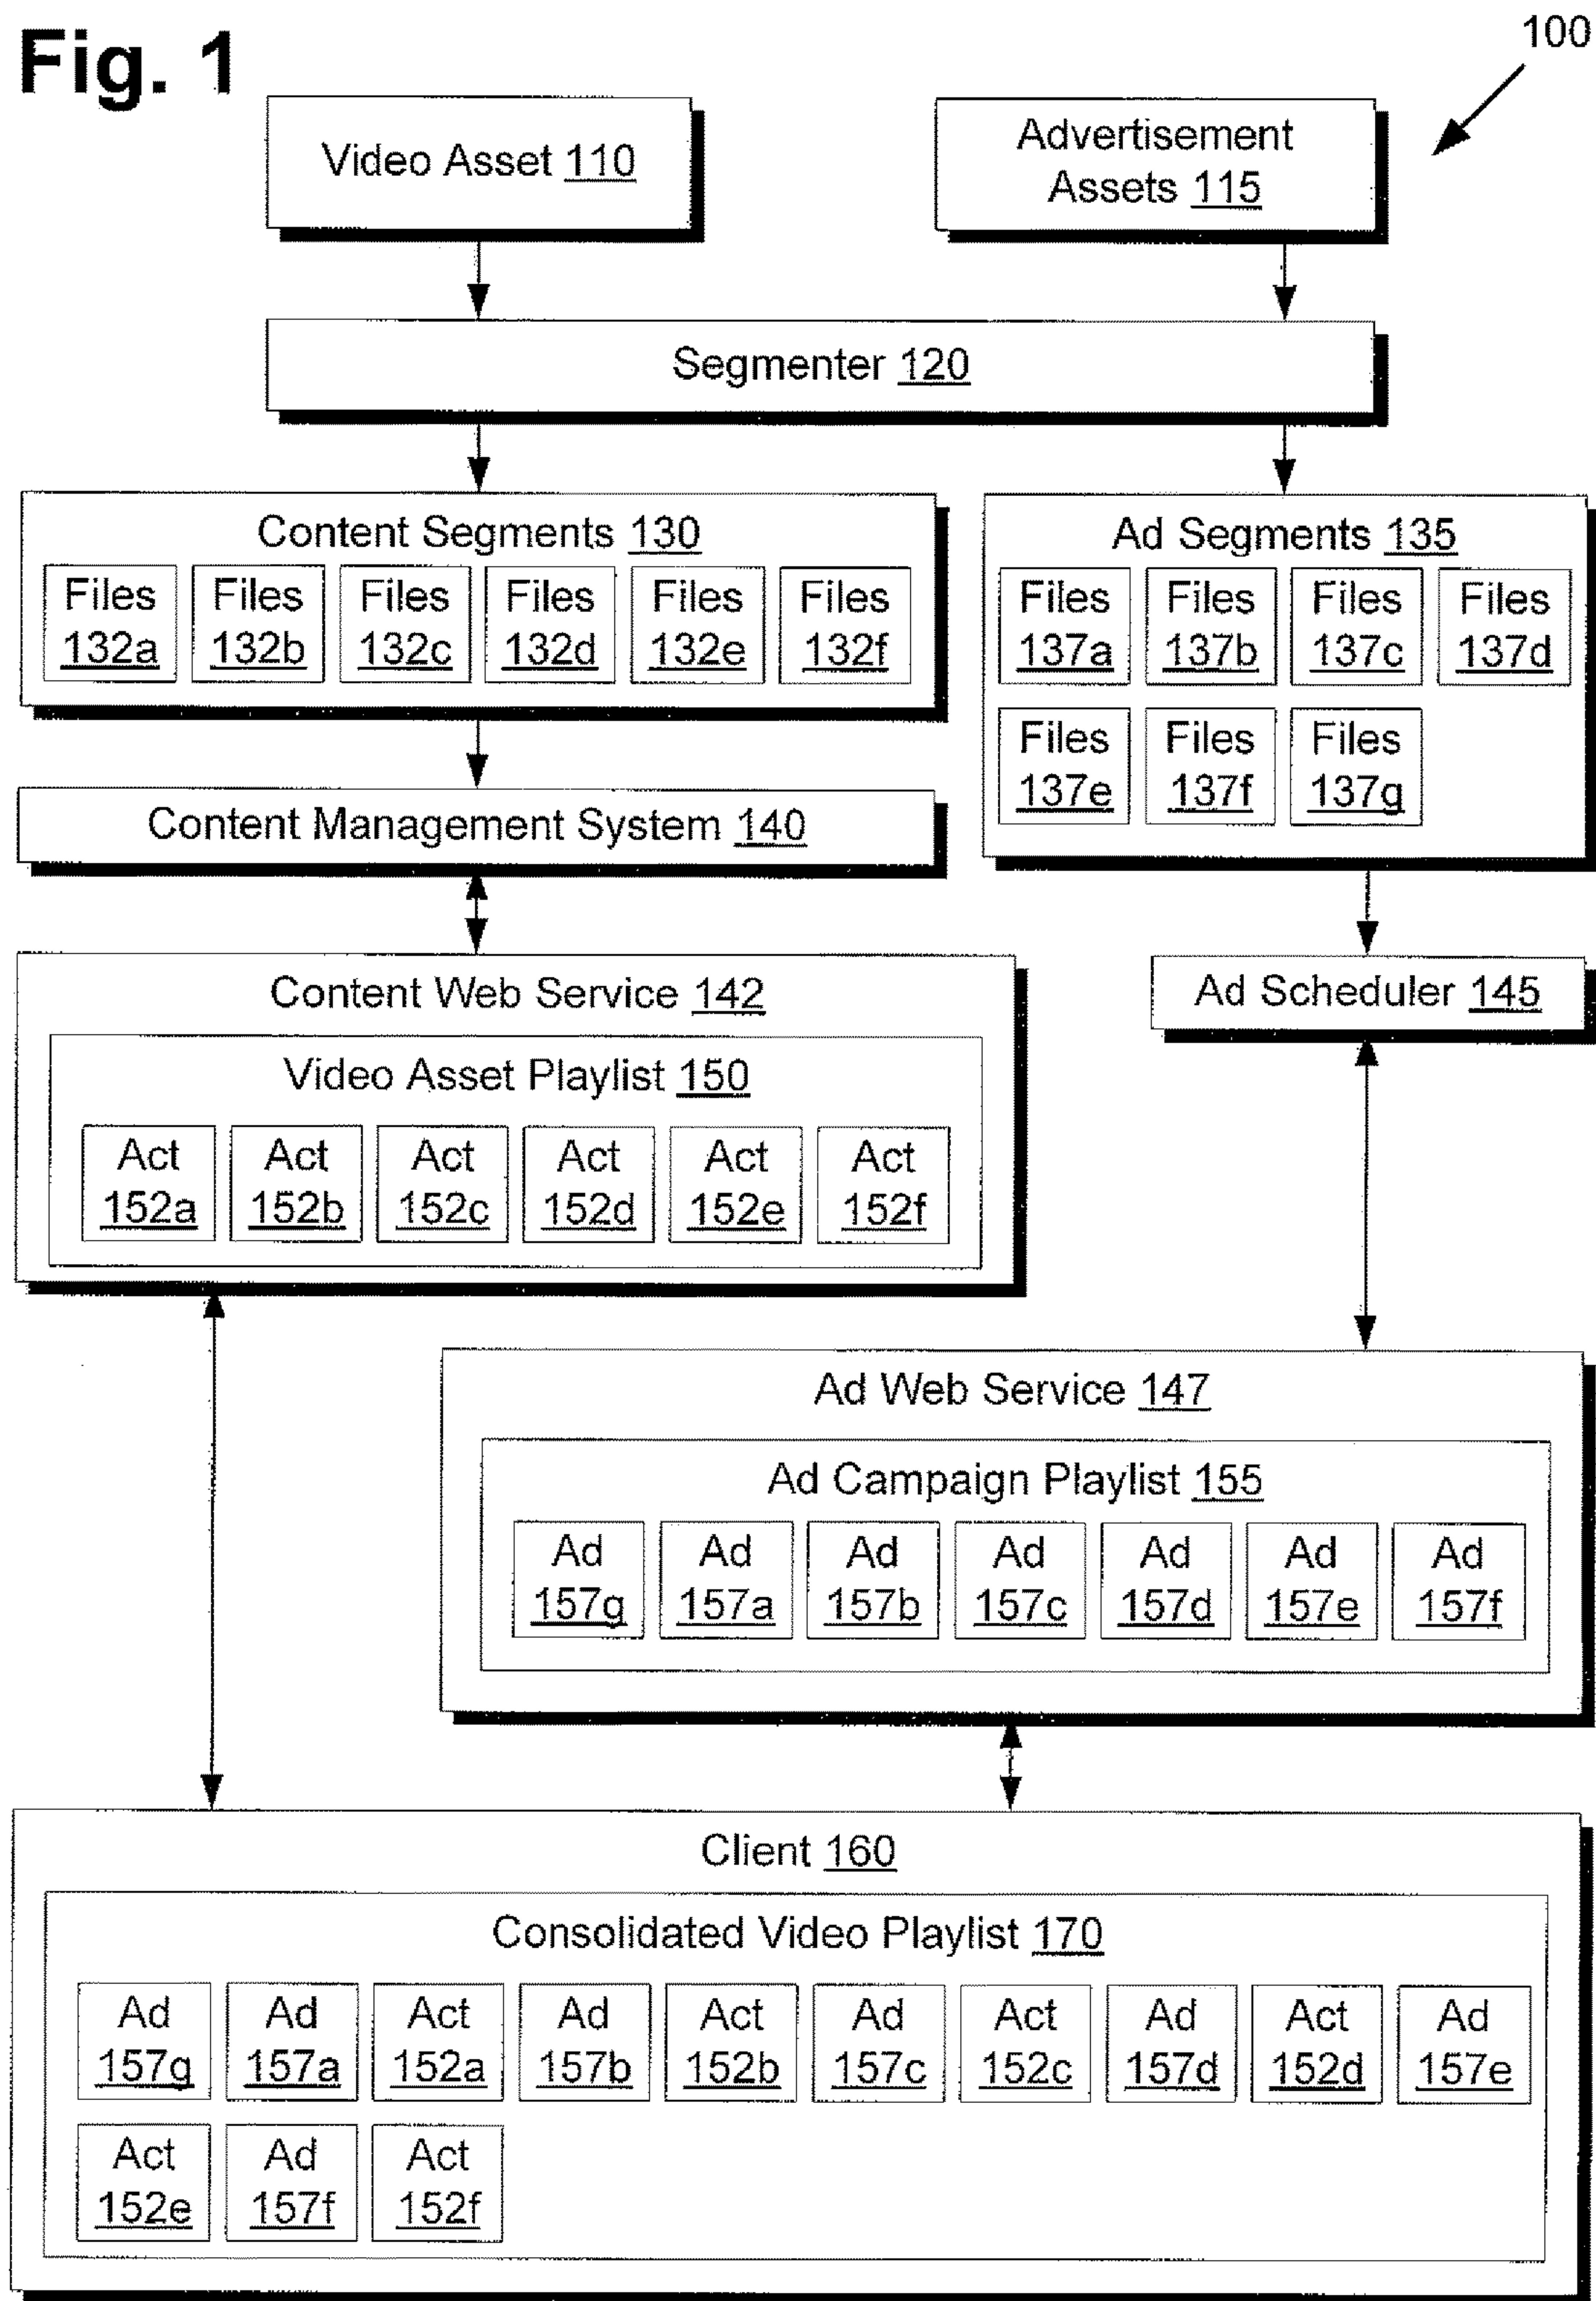 Fig. 1
100
Video Asset 110
Advertisement
Assets 115
Segmenter 120
Content Segments 130
Files Files Files Files Files Files
132a 132b 132c 132d 132e 132f
Ad Segments 135
Files Files Files Files
137a 137b 137c 137d
Files Files Files
137e 137f 137g
Content Management System 140
Content Web Service 142
Video Asset Playlist 150
Act Act Act Act Act Act
152a 152b 152c 152d 152e 152f
Ad Scheduler 145
Ad Web Service 147
Ad Campaign Playlist 155
Ad Ad Ad Ad Ad Ad Ad
157g 157a 157b 157c 157d 157e 157f
Client 160
Consolidated Video Playlist 170
Ad Ad Act Ad Act Ad Act Ad Act Ad
157g 157a 152a 157b 152b 157c 152c 157d 152d 157e
Act Ad Act
152e 157f 152f